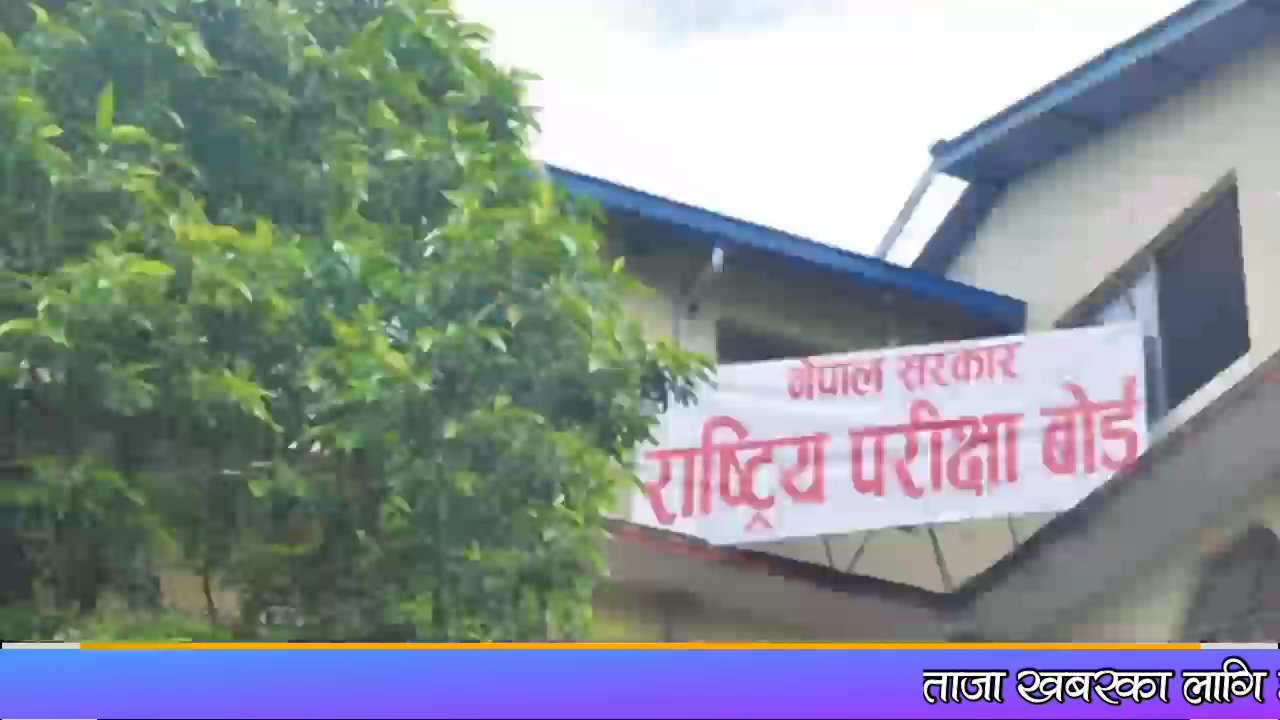 नेपाल सरकार
राष्ट्रिय परीक्षा बोर्ड
ताजा खबरका लागि